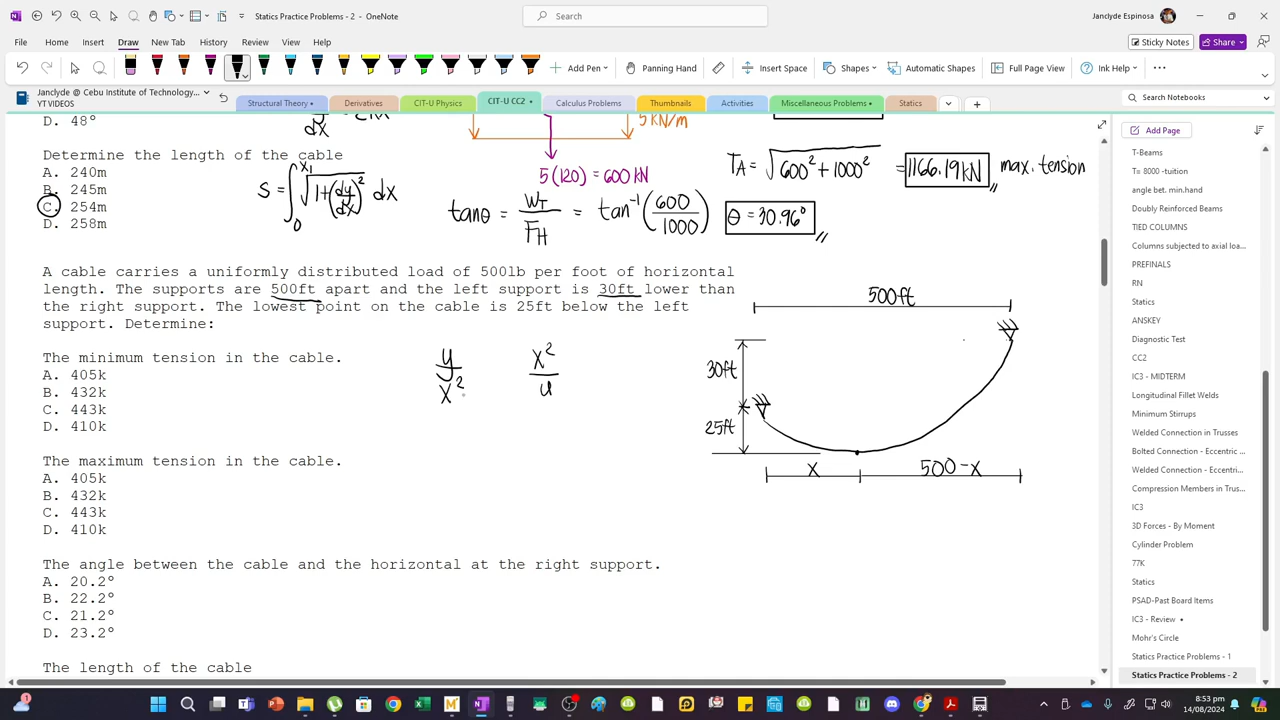 Statics Practice Problems - 2 - OneNote
Search
Janclyde Espinosa
File Home Insert Draw New Tab History Review View Help
Sticky Notes
Share
Add Pen
Panning Hand
Insert Space
Shapes
Automatic Shapes
Full Page View
Ink Help
Janclyde @ Cebu Institute of Technology...
YT VIDEOS
Structural Theory
Derivatives
CIT-U Physics
CIT-U CC2
Calculus Problems
Thumbnails
Activities
Miscellaneous Problems
Statics
Search Notebooks
Add Page
D. 48°
dx
5 kN/m
Determine the length of the cable
A. 240m
B. 245m
C. 254m
D. 258m
S = ∫₀^x₁ √1+(dy/dx)² dx
5(120) = 600 kN
TA = √600² + 1000² = 1166.19 kN max. tension
tanθ = WT/FH = tan⁻¹(600/1000) θ = 30.96°
A cable carries a uniformly distributed load of 500lb per foot of horizontal
length. The supports are 500ft apart and the left support is 30ft lower than
the right support. The lowest point on the cable is 25ft below the left
support. Determine:
The minimum tension in the cable.
A. 405k
B. 432k
C. 443k
D. 410k
y/x²
x²/y
500ft
30ft
25ft
x
500-x
The maximum tension in the cable.
A. 405k
B. 432k
C. 443k
D. 410k
The angle between the cable and the horizontal at the right support.
A. 20.2°
B. 22.2°
C. 21.2°
D. 23.2°
The length of the cable
T-Beams
T= 8000 -tuition
angle bet. min.hand
Doubly Reinforced Beams
TIED COLUMNS
Columns subjected to axial loa...
PREFINALS
RN
Statics
ANSKEY
Diagnostic Test
CC2
IC3 - MIDTERM
Longitudinal Fillet Welds
Minimum Stirrups
Welded Connection in Trusses
Bolted Connection - Eccentric ...
Welded Connection - Eccentric...
Compression Members in Trus...
IC3
3D Forces - By Moment
Cylinder Problem
77K
Statics
PSAD-Past Board Items
IC3 - Review
Mohr's Circle
Statics Practice Problems - 1
Statics Practice Problems - 2
8:53 pm
14/08/2024